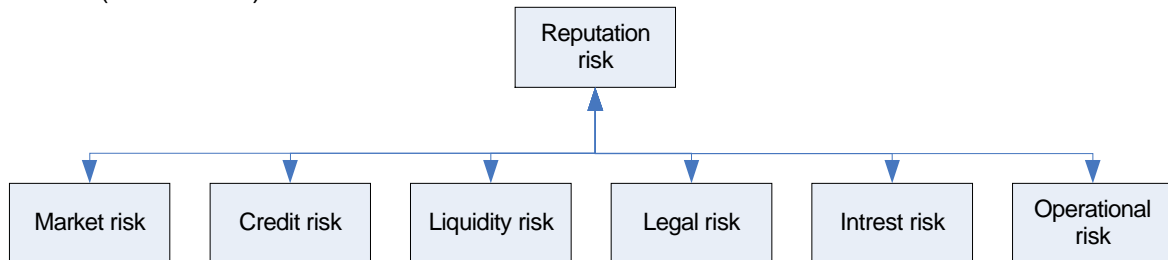 Reputation
risk
Market risk
Credit risk
Liquidity risk
Legal risk
Intrest risk
Operational
risk